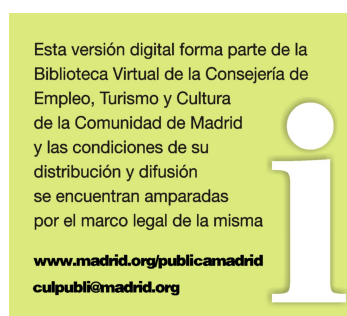 Esta versión digital forma parte de la
Biblioteca Virtual de la Consejería de
Empleo, Turismo y Cultura
de la Comunidad de Madrid
y las condiciones de su
distribución y difusión
se encuentran amparadas
por el marco legal de la misma
www.madrid.org/publicamadrid
culpubli@madrid.org
i